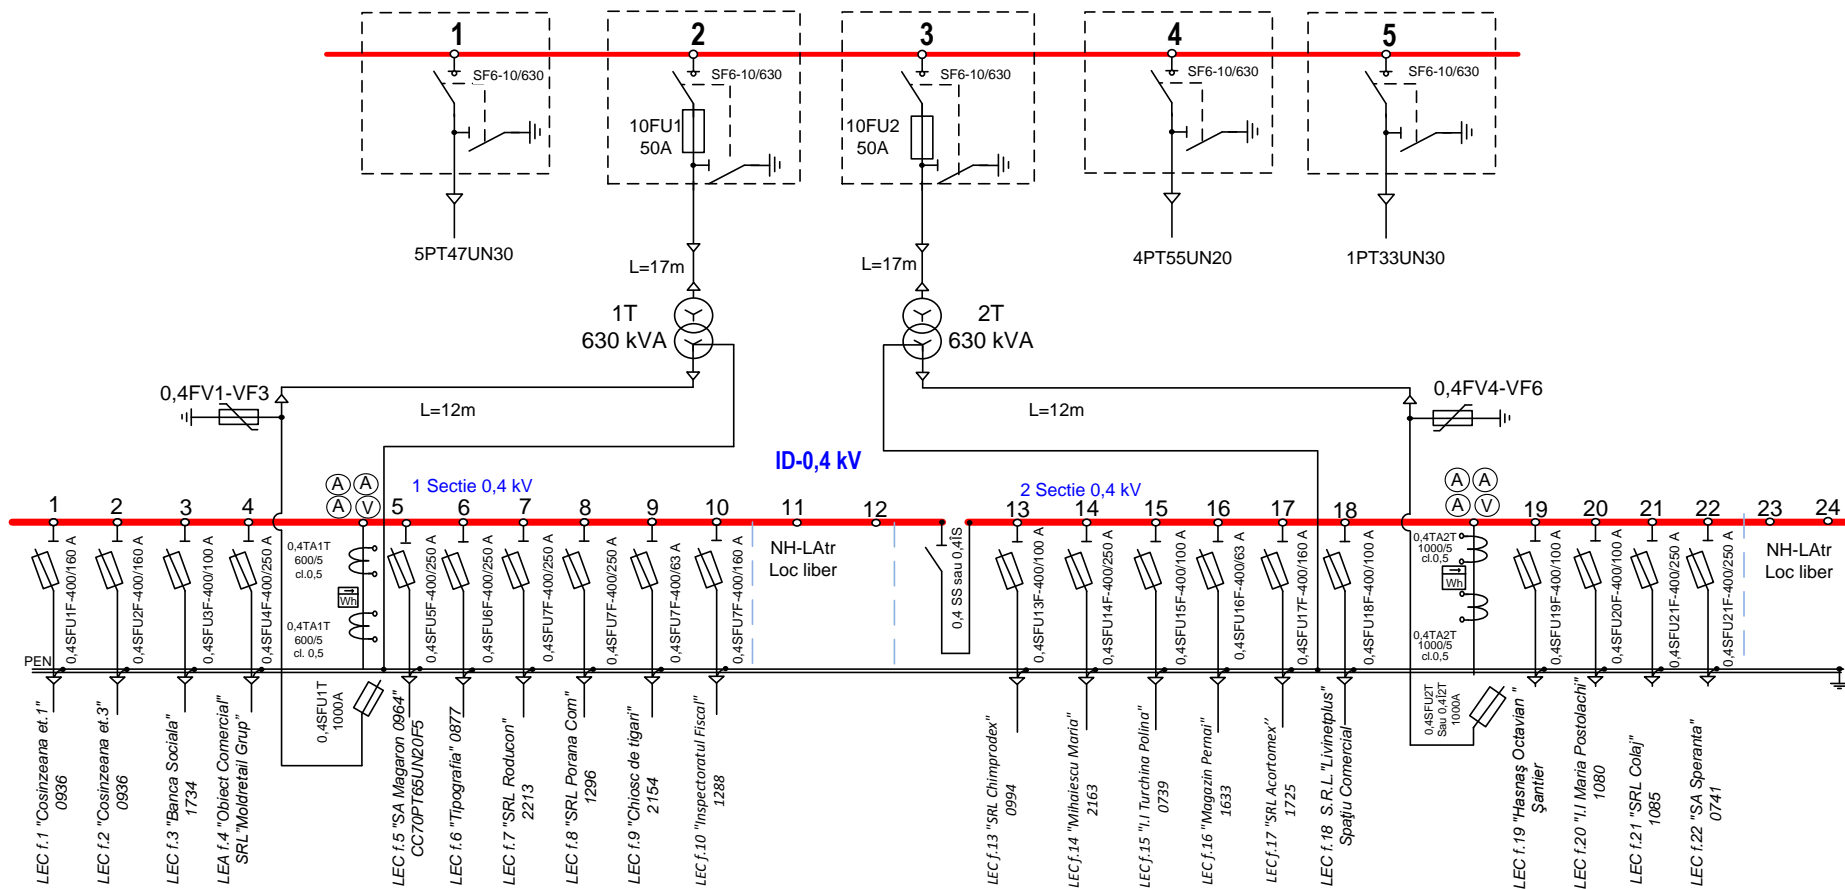 1
2
3
4
5
SF6-10/630
SF6-10/630
SF6-10/630
SF6-10/630
SF6-10/630
10FU1
50A
10FU2
50A
5PT47UN30
4PT55UN20
1PT33UN30
L=17m
L=17m
1T
630 kVA
2T
630 kVA
0,4FV1-VF3
0,4FV4-VF6
L=12m
L=12m
ID-0,4 kV
1 Sectie 0,4 kV
2 Sectie 0,4 kV
A
A
A
V
A
A
A
V
1
2
3
4
5
6
7
8
9
10
11
12
13
14
15
16
17
18
19
20
21
22
23
24
0,4SFU1F-400/160 A
0,4SFU2F-400/160 A
0,4SFU3F-400/100 A
0,4SFU4F-400/250 A
0,4TA1T
600/5
cl.0,5
Wh
0,4TA1T
600/5
cl. 0,5
0,4SFU5F-400/250 A
0,4SFU6F-400/250 A
0,4SFU7F-400/250 A
0,4SFU7F-400/250 A
0,4SFU7F-400/63 A
0,4SFU7F-400/160 A
NH-LAtr
Loc liber
0,4 SS sau 0,4IS
0,4SFU13F-400/100 A
0,4SFU14F-400/250 A
0,4SFU15F-400/100 A
0,4SFU16F-400/63 A
0,4SFU17F-400/160 A
0,4SFU18F-400/100 A
0,4TA2T
1000/5
cl.0,5
Wh
0,4TA2T
1000/5
cl.0,5
0,4SFU19F-400/100 A
0,4SFU20F-400/100 A
0,4SFU21F-400/250 A
0,4SFU21F-400/250 A
NH-LAtr
Loc liber
PEN
0,4SFU1T
1000A
0,4SFU2T
Sau 0,4I2T
1000A
LEC f.1 "Cosinzeana et.1"
0936
LEC f.2 "Cosinzeana et.3"
0936
LEC f.3 "Banca Sociala"
1734
LEA f.4 "Obiect Comercial"
SRL"Moldretail Grup"
LEC f.5 "SA Magaron 0964"
CC70PT65UN20F5
LEC f.6 "Tipografia" 0877
LEC f.7 "SRL Roducon"
2213
LEC f.8 "SRL Porana Com"
1296
LEC f.9 "Chiosc de tigari"
2154
LEC f.10 "Inspectoratul Fiscal"
1288
LEC f.13 "SRL Chimprodex"
0994
LEC f.14 "Mihaiescu Maria"
2163
LEC f.15 "I.I Turchina Polina"
0739
LEC f.16 "Magazin Pernai"
1633
LEC f.17 "SRL Acortomex"
1725
LEC f.18 S.R.L."Livinetplus"
Spaţiu Comercial
LEC f.19 "Hasnaş Octavian "
Şantier
LEC f.20 "I.I Maria Postolachi"
1080
LEC f.21 "SRL Colaj"
1085
LEC f.22 "SA Speranta"
0741